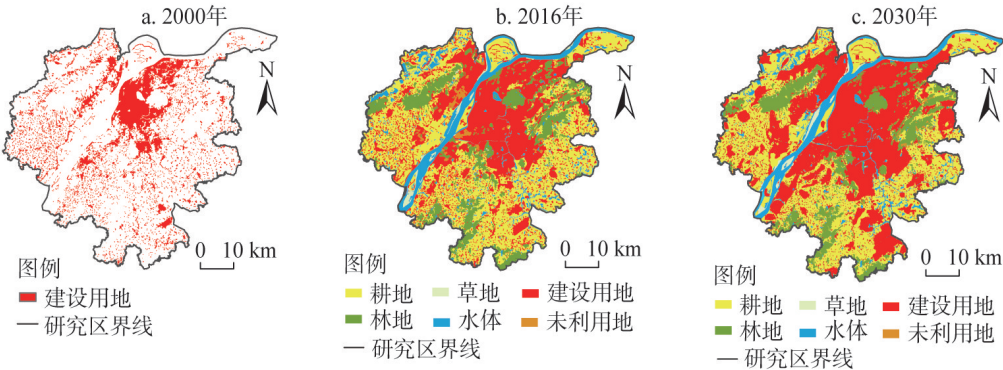 a. 2000年
N
0 10 km
图例
建设用地
研究区界线
b. 2016年
N
0 10 km
图例
耕地 草地 建设用地
林地 水体 未利用地
研究区界线
c. 2030年
N
0 10 km
图例
耕地 草地 建设用地
林地 水体 未利用地
研究区界线